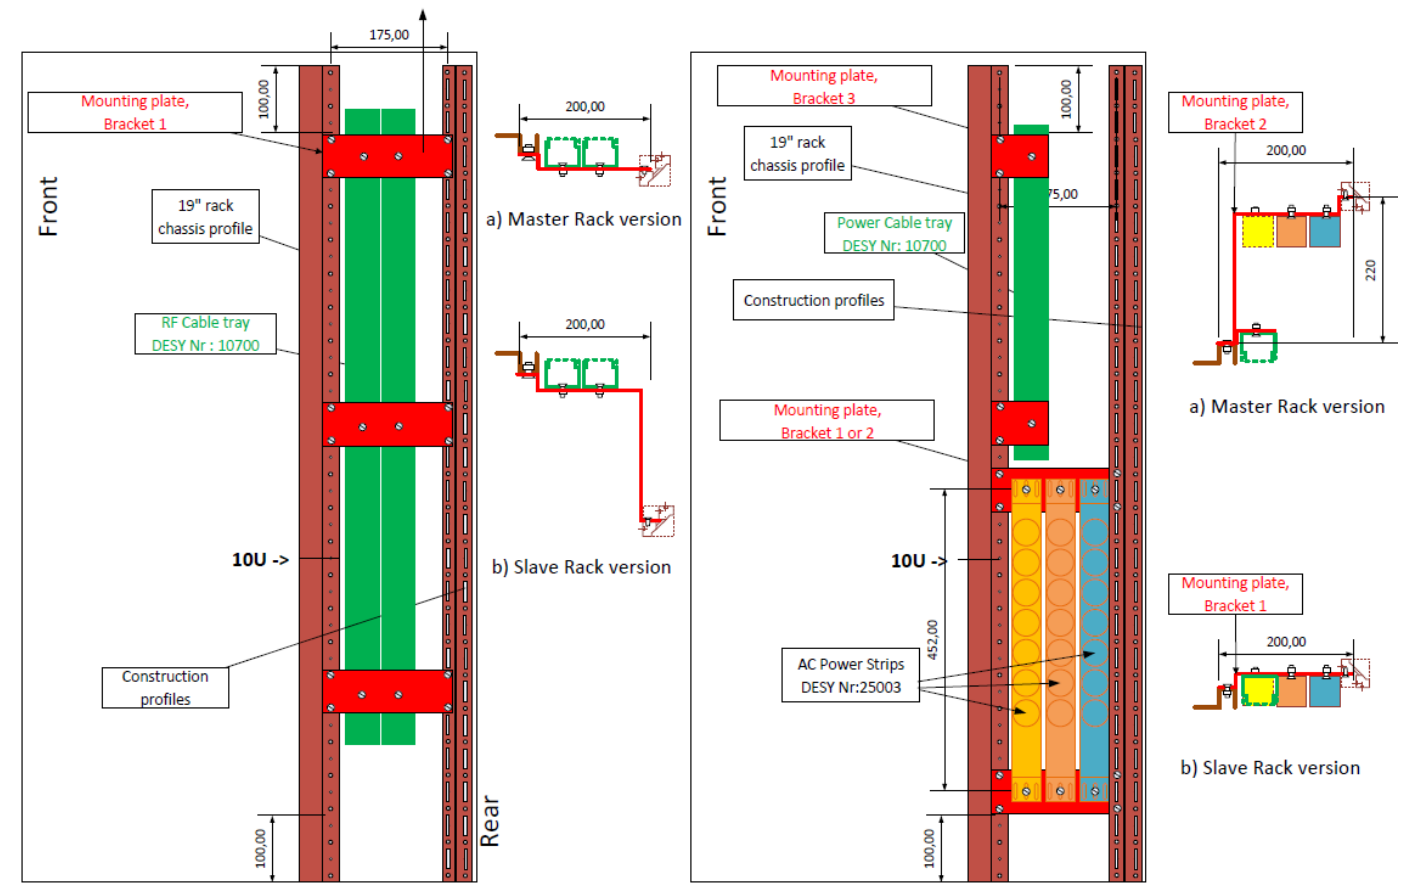 175,00
100,00
Mounting plate,
Bracket 1
Front
19" rack
chassis profile
RF Cable tray
DESY Nr : 10700
10U ->
Construction
profiles
100,00
Rear
200,00
a) Master Rack version
200,00
b) Slave Rack version
Mounting plate,
Bracket 3
100,00
19" rack
chassis profile
Front
75,00
Power Cable tray
DESY Nr: 10700
Construction profiles
Mounting plate,
Bracket 1 or 2
10U ->
452,00
AC Power Strips
DESY Nr:25003
100,00
Mounting plate,
Bracket 2
200,00
220
a) Master Rack version
Mounting plate,
Bracket 1
200,00
b) Slave Rack version